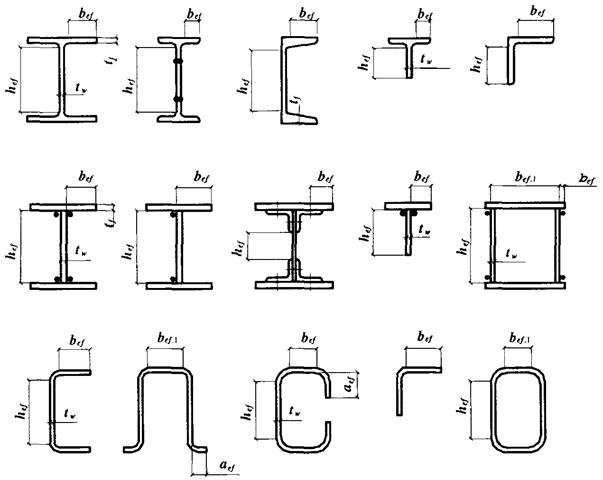 b_ef b_ef b_ef b_ef b_ef
h_ef t_f t_w h_ef h_ef t_f h_ef t_w h_ef
b_ef b_ef b_ef b_ef b_ef,1 b_ef
h_ef t_f t_w h_ef h_ef h_ef t_w h_ef t_w
b_ef b_ef,1 b_ef b_ef b_ef,1
h_ef t_w h_ef t_w a_ef h_ef
a_ef